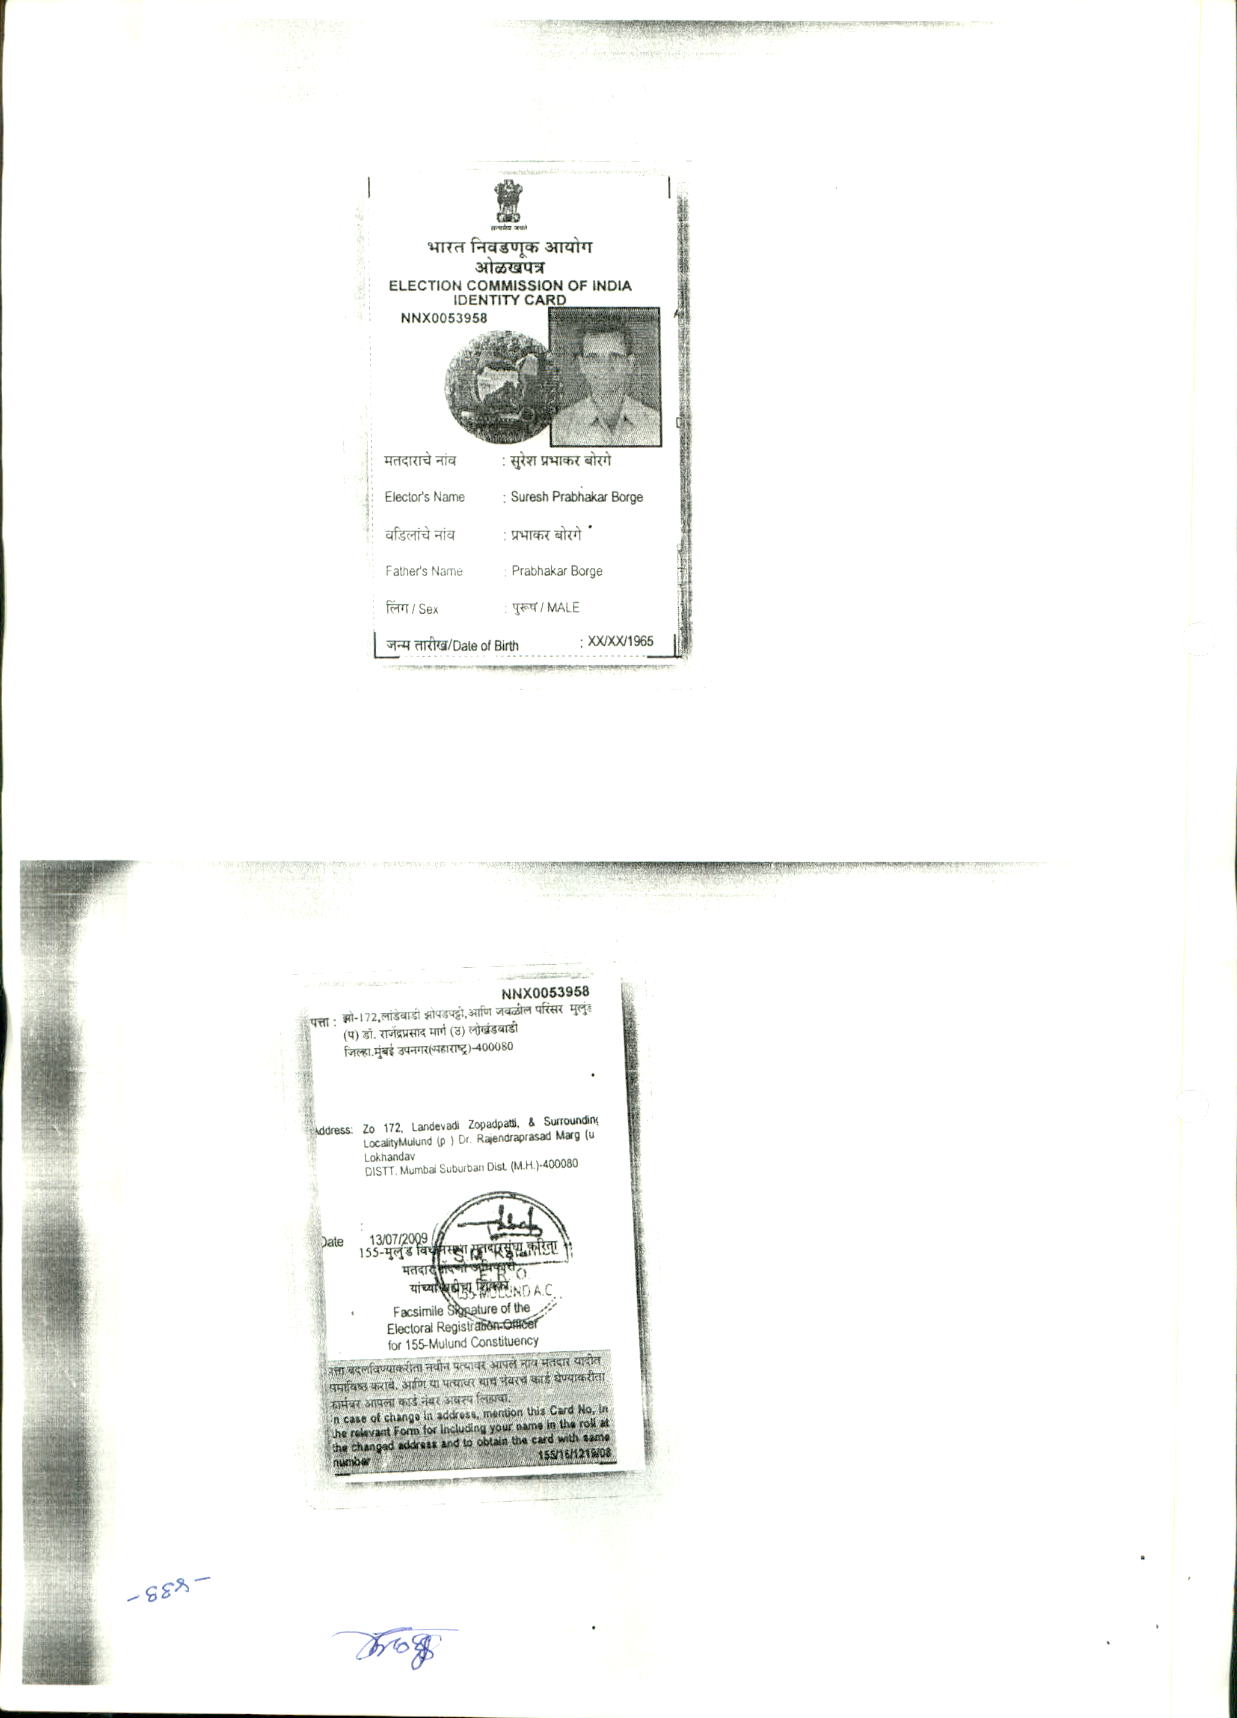 सत्यमेव जयते
भारत निवडणूक आयोग
ओळखपत्र
ELECTION COMMISSION OF INDIA
IDENTITY CARD
NNX0053958
मतदाराचे नांव : सुरेश प्रभाकर बोरगे
Elector's Name : Suresh Prabhakar Borge
वडिलांचे नांव : प्रभाकर बोरगे
Father's Name : Prabhakar Borge
लिंग / Sex : पुरूष / MALE
जन्म तारीख/Date of Birth : XX/XX/1965
NNX0053958
पत्ता : झो-172,लांडेवाडी झोपडपट्टी,आणि जवळील परिसर मुलुंड
(प) डॉ. राजेंद्रप्रसाद मार्ग (उ) लोखंडवाडी
जिल्हा.मुंबई उपनगर(महाराष्ट्र)-400080
Address: Zo 172, Landevadi Zopadpatti, & Surrounding
LocalityMulund (p ) Dr. Rajendraprasad Marg (u
Lokhandav
DISTT. Mumbai Suburban Dist. (M.H.)-400080
Date : 13/07/2009
155-मुलुंड विधानसभा मतदारसंघा करिता
मतदार नोंदणी अधिकारी
यांच्या सहीचा शिक्का
E R O
155 MULUND A.C.
Facsimile Signature of the
Electoral Registration Officer
for 155-Mulund Constituency
पत्ता बदलविण्याकरीता नवीन पत्त्यावर आपले नाव मतदार यादीत
समाविष्ठ करावे. आणि या पत्त्यावर याच नंबरचे कार्ड घेण्याकरीता
फॉर्मवर आपला कार्ड नंबर अवश्य लिहावा.
In case of change in address, mention this Card No. in
the relevant Form for including your name in the roll at
the changed address and to obtain the card with same
number 155/16/1219/08